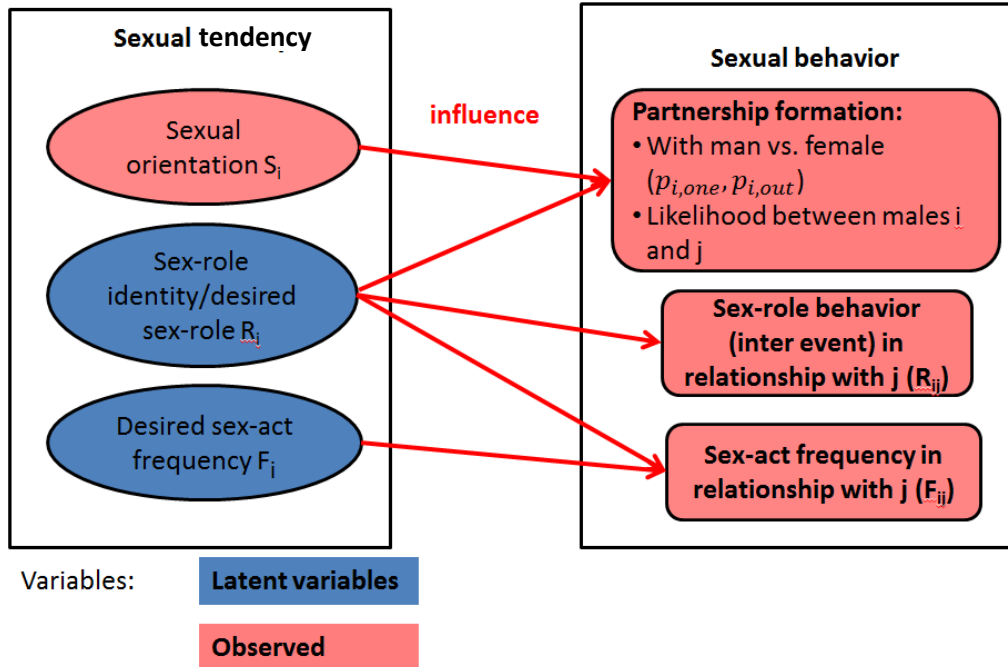 Sexual tendency
Sexual
orientation Sᵢ
Sex-role
identity/desired
sex-role Rᵢ
Desired sex-act
frequency Fᵢ
influence
Sexual behavior
Partnership formation:
• With man vs. female
(pᵢ,ₒₙₑ, pᵢ,ₒᵤₜ)
• Likelihood between males i
and j
Sex-role behavior
(inter event) in
relationship with j (Rᵢⱼ)
Sex-act frequency in
relationship with j (Fᵢⱼ)
Variables:
Latent variables
Observed